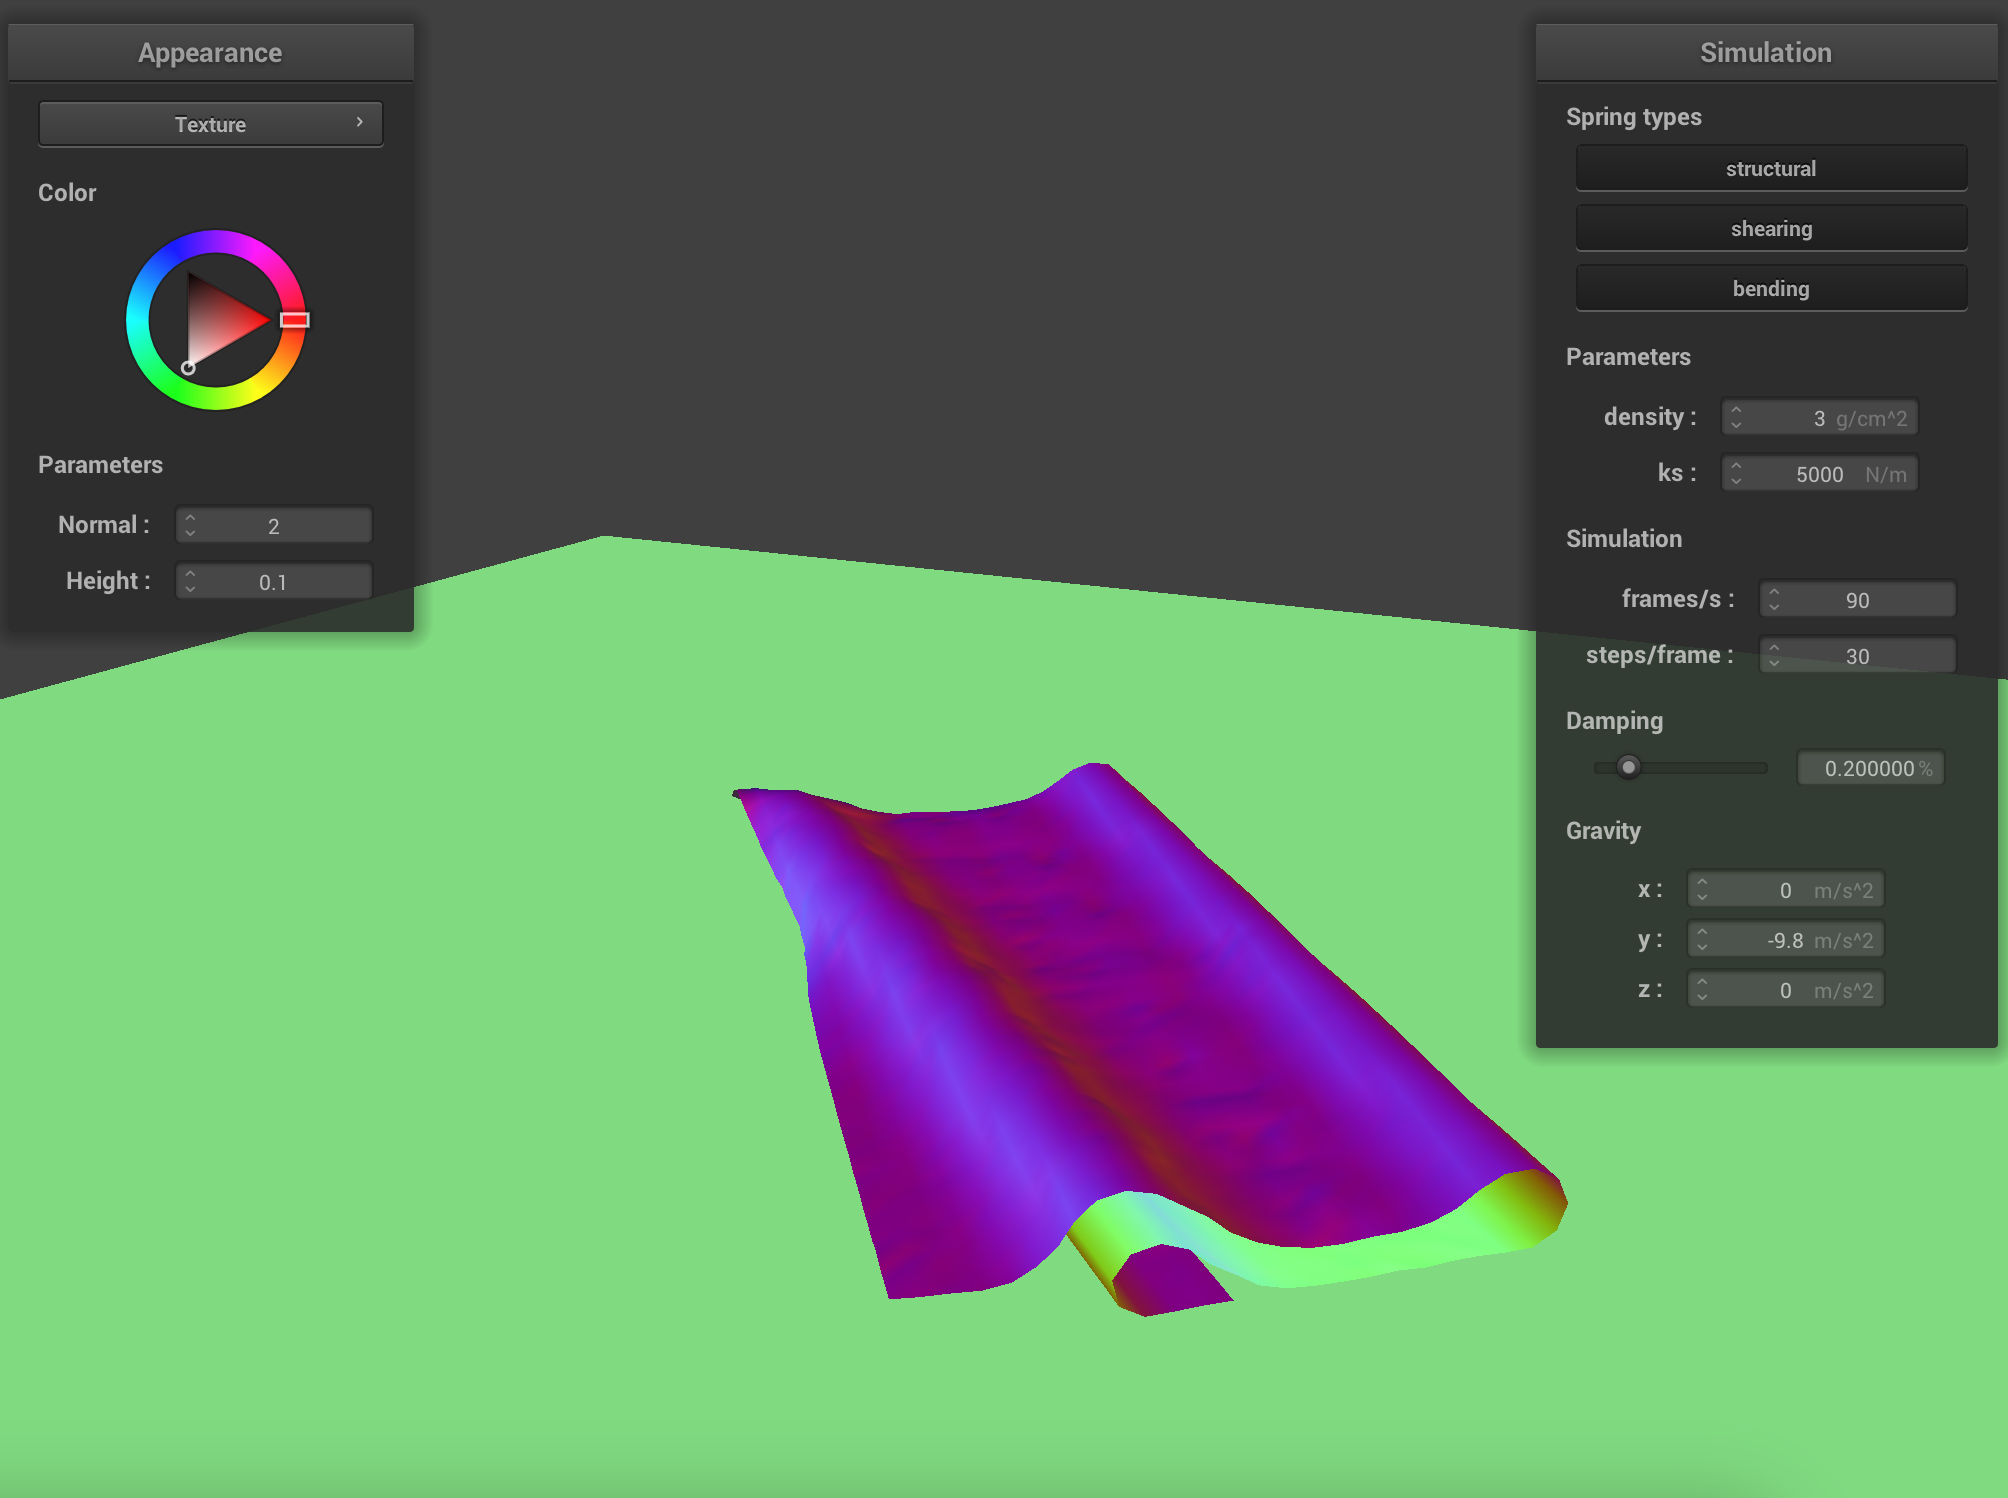 Appearance
Texture ›
Color
Parameters
Normal : 2
Height : 0.1
Simulation
Spring types
structural
shearing
bending
Parameters
density : 3 g/cm^2
ks : 5000 N/m
Simulation
frames/s : 90
steps/frame : 30
Damping
0.200000 %
Gravity
x : 0 m/s^2
y : -9.8 m/s^2
z : 0 m/s^2